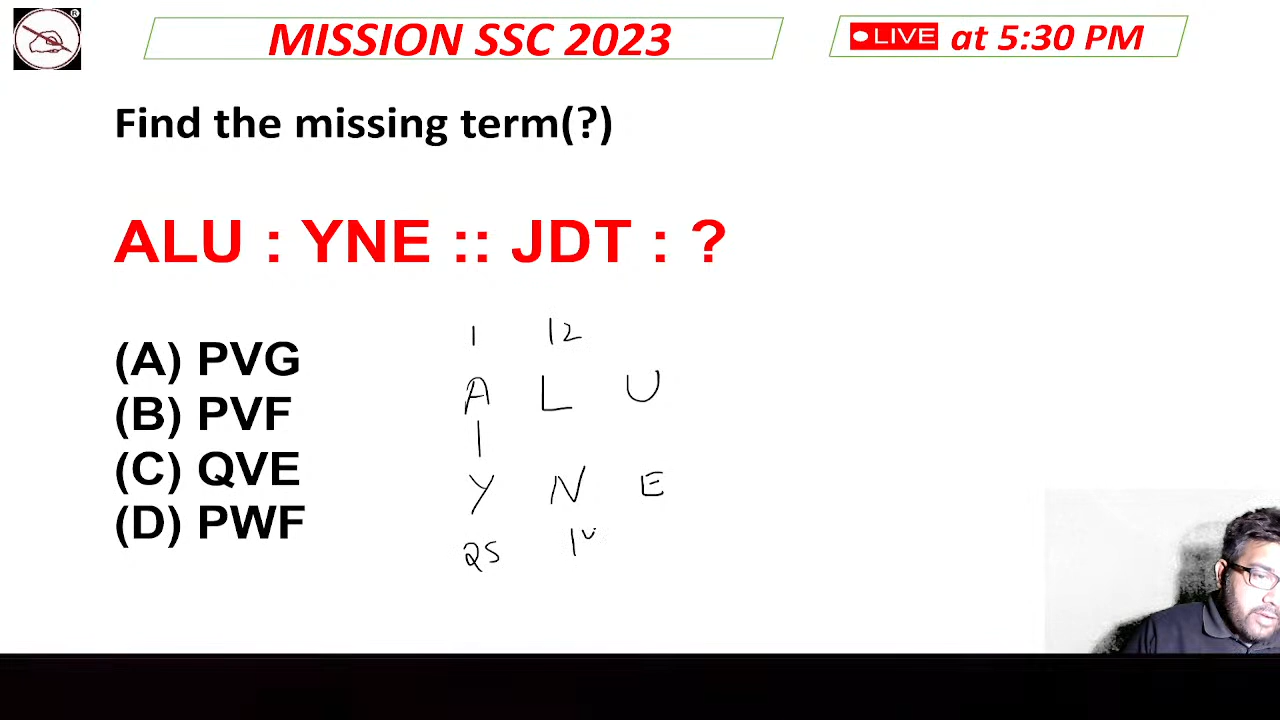 MISSION SSC 2023
LIVE at 5:30 PM
Find the missing term(?)
ALU : YNE :: JDT : ?
(A) PVG
(B) PVF
(C) QVE
(D) PWF
1 12
A L U
Y N E
25